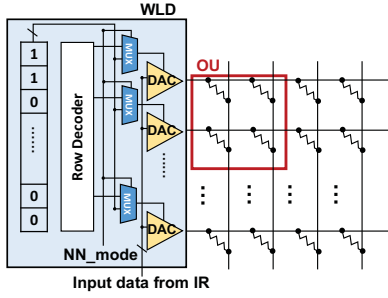 WLD
1
1
0
0
0
Row Decoder
MUX
MUX
MUX
DAC
DAC
DAC
OU
NN_mode
Input data from IR